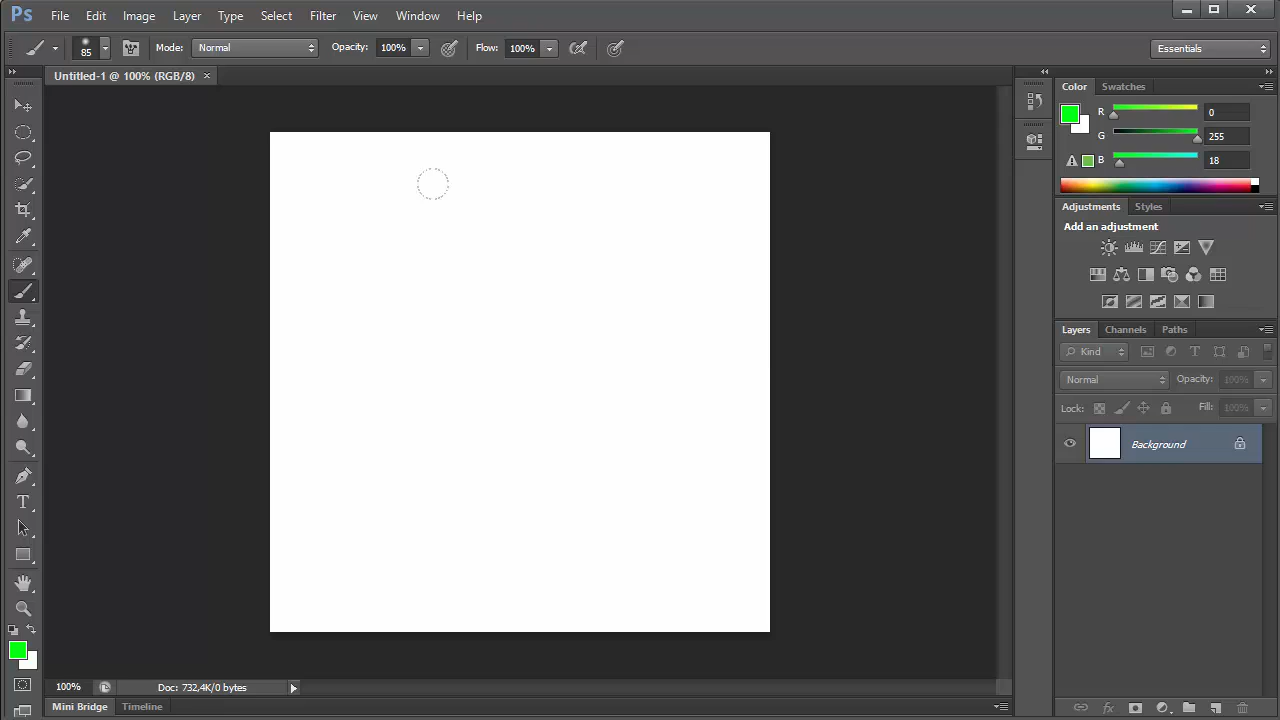 Ps File Edit Image Layer Type Select Filter View Window Help
85 Mode: Normal Opacity: 100% Flow: 100% Essentials
Untitled-1 @ 100% (RGB/8) ×
Color Swatches
R 0
G 255
B 18
Adjustments Styles
Add an adjustment
Layers Channels Paths
Kind T
Normal Opacity: 100%
Lock: Fill: 100%
Background
T
100% Doc: 732,4K/0 bytes
Mini Bridge Timeline
fx